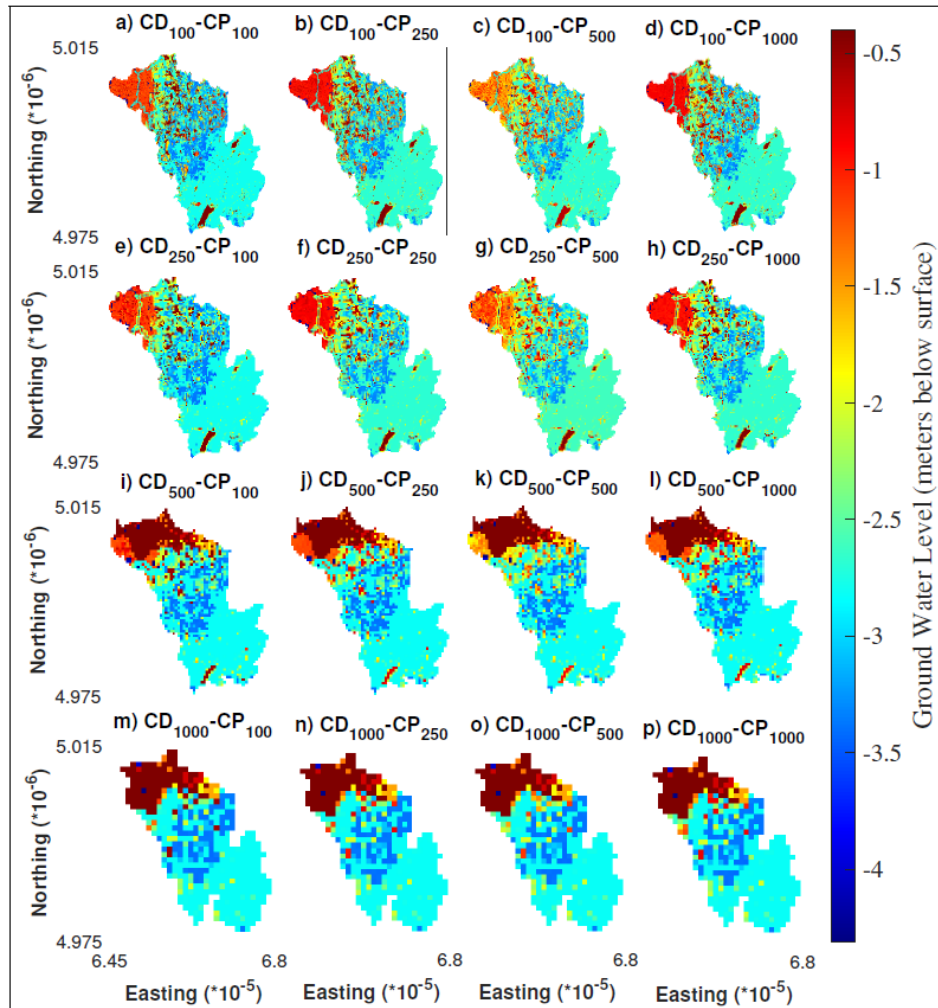 a) CD100-CP100 b) CD100-CP250 c) CD100-CP500 d) CD100-CP1000
5.015
Northing (*10-6)
4.975
e) CD250-CP100 f) CD250-CP250 g) CD250-CP500 h) CD250-CP1000
5.015
Northing (*10-6)
4.975
i) CD500-CP100 j) CD500-CP250 k) CD500-CP500 l) CD500-CP1000
5.015
Northing (*10-6)
4.975
m) CD1000-CP100 n) CD1000-CP250 o) CD1000-CP500 p) CD1000-CP1000
5.015
Northing (*10-6)
4.975
6.45 6.8 6.8 6.8
Easting (*10-5) Easting (*10-5) Easting (*10-5) Easting (*10-5)
-0.5
-1
-1.5
-2
-2.5
-3
-3.5
-4
Ground Water Level (meters below surface)